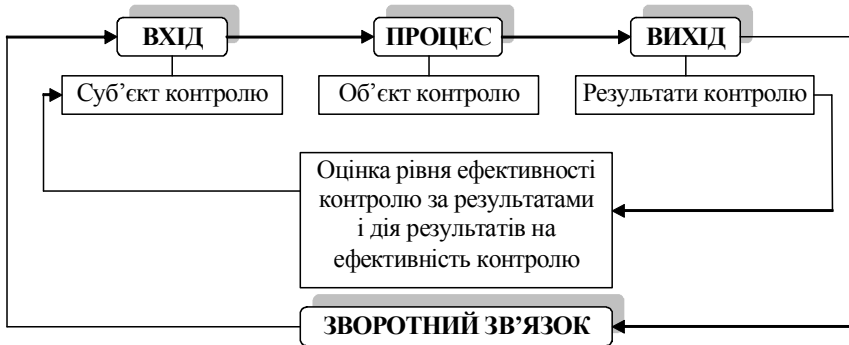 ВХІД
ПРОЦЕС
ВИХІД
Суб’єкт контролю
Об’єкт контролю
Результати контролю
Оцінка рівня ефективності
контролю за результатами
і дія результатів на
ефективність контролю
ЗВОРОТНИЙ ЗВ’ЯЗОК